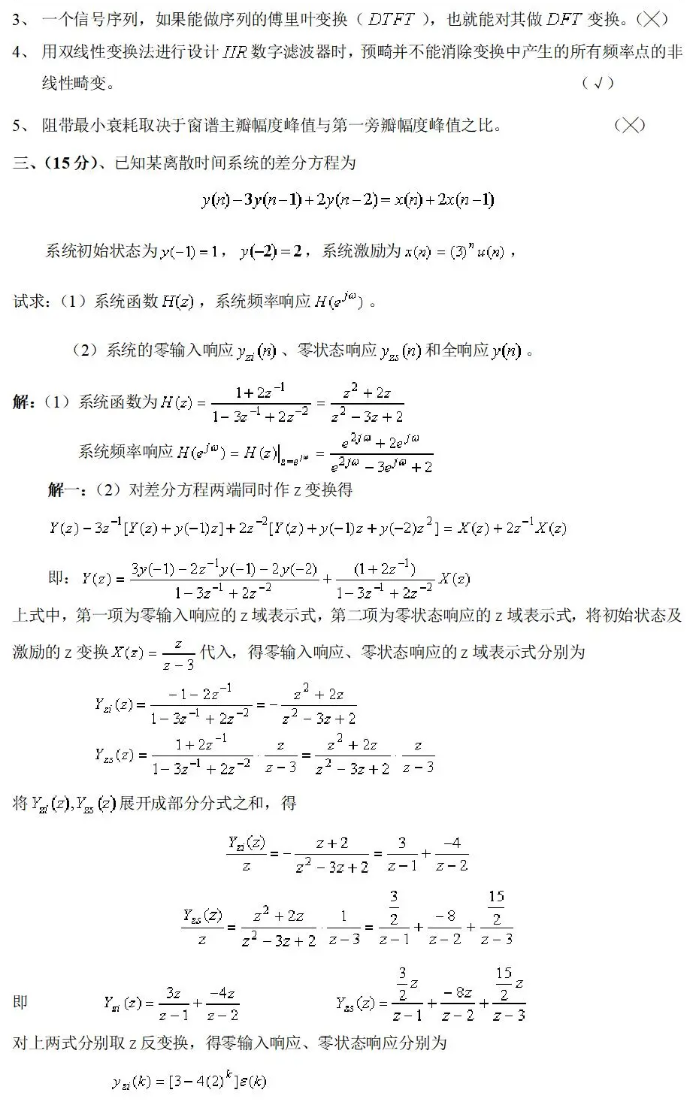 3、 一个信号序列，如果能做序列的傅里叶变换（ DTFT ），也就能对其做 DFT 变换。（╳）
4、 用双线性变换法进行设计 IIR 数字滤波器时，预畸并不能消除变换中产生的所有频率点的非
线性畸变。 （√）
5、 阻带最小衰耗取决于窗谱主瓣幅度峰值与第一旁瓣幅度峰值之比。 （╳）
三、（15 分）、已知某离散时间系统的差分方程为
y(n)−3y(n−1)+2y(n−2)= x(n)+2x(n−1)
系统初始状态为 y(−1)=1， y(−2)=2，系统激励为 x(n) = (3)^n u(n)，
试求：（1）系统函数 H(z)，系统频率响应 H(e^{jω}) 。
（2）系统的零输入响应 y_{zi}(n)、零状态响应 y_{zs}(n) 和全响应 y(n) 。
解：（1）系统函数为 H(z) = \frac{1+2z^{-1}}{1-3z^{-1}+2z^{-2}} = \frac{z^2+2z}{z^2-3z+2}
系统频率响应 H(e^{jω}) = H(z)|_{z=e^{jω}} = \frac{e^{2jω}+2e^{jω}}{e^{2jω}-3e^{jω}+2}
解一：（2）对差分方程两端同时作 z 变换得
Y(z)−3z^{-1}[Y(z)+y(−1)z]+2z^{-2}[Y(z)+y(−1)z+y(−2)z^2] = X(z)+2z^{-1}X(z)
即： Y(z) = \frac{3y(−1)−2z^{-1}y(−1)−2y(−2)}{1-3z^{-1}+2z^{-2}} + \frac{(1+2z^{-1})}{1-3z^{-1}+2z^{-2}} X(z)
上式中，第一项为零输入响应的 z 域表示式，第二项为零状态响应的 z 域表示式，将初始状态及
激励的 z 变换 X(z) = \frac{z}{z-3} 代入，得零输入响应、零状态响应的 z 域表示式分别为
Y_{zi}(z) = \frac{-1-2z^{-1}}{1-3z^{-1}+2z^{-2}} = -\frac{z^2+2z}{z^2-3z+2}
Y_{zs}(z) = \frac{1+2z^{-1}}{1-3z^{-1}+2z^{-2}} · \frac{z}{z-3} = \frac{z^2+2z}{z^2-3z+2} · \frac{z}{z-3}
将 Y_{zi}(z), Y_{zs}(z) 展开成部分分式之和，得
\frac{Y_{zi}(z)}{z} = -\frac{z+2}{z^2-3z+2} = \frac{3}{z-1} + \frac{-4}{z-2}
\frac{Y_{zs}(z)}{z} = \frac{z^2+2z}{z^2-3z+2} · \frac{1}{z-3} = \frac{\frac{3}{2}}{z-1} + \frac{-8}{z-2} + \frac{\frac{15}{2}}{z-3}
即 Y_{zi}(z) = \frac{3z}{z-1} + \frac{-4z}{z-2} Y_{zs}(z) = \frac{\frac{3}{2}z}{z-1} + \frac{-8z}{z-2} + \frac{\frac{15}{2}z}{z-3}
对上两式分别取 z 反变换，得零输入响应、零状态响应分别为
y_{zi}(k) = [3−4(2)^k]ε(k)